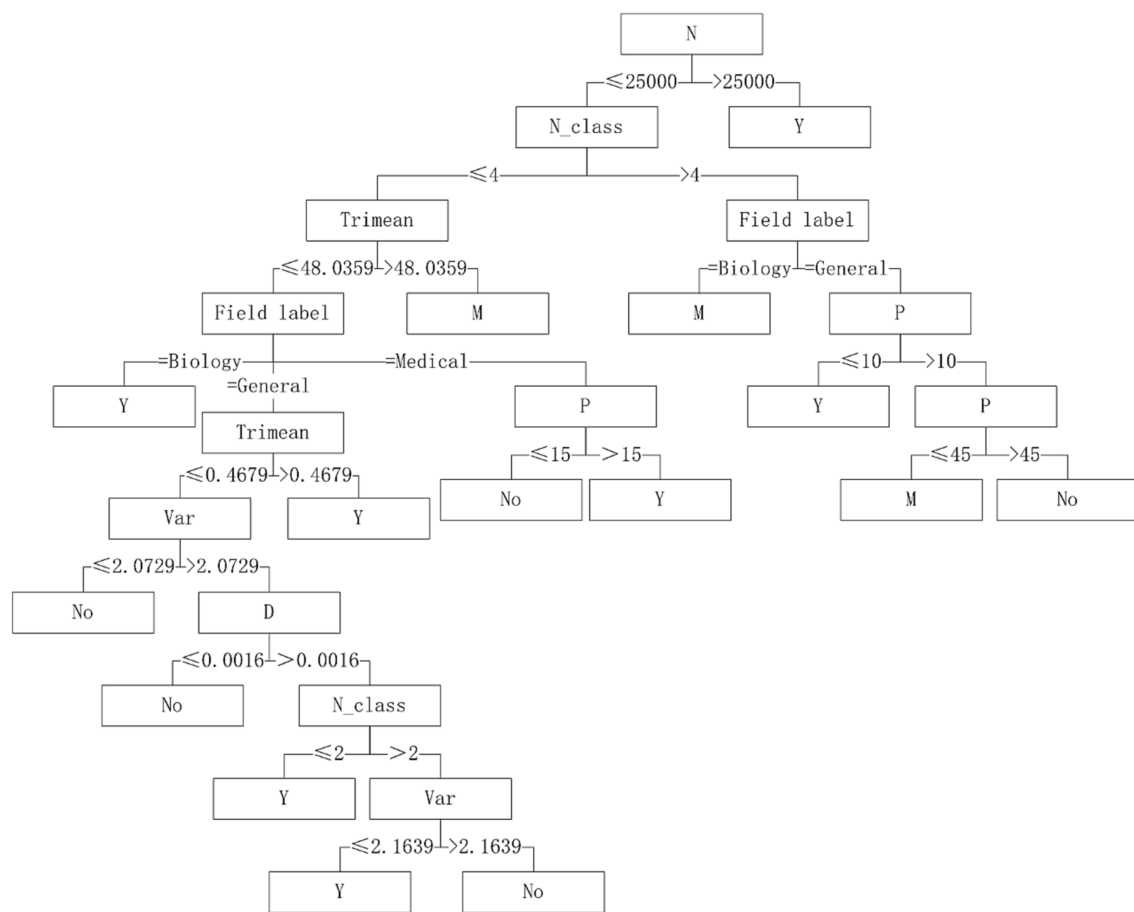 N
≤25000 >25000
N_class Y
≤4 >4
Trimean Field label
≤48.0359 >48.0359 =Biology =General
Field label M M P
=Biology =Medical ≤10 >10
=General
Y P Y P
Trimean
≤15 >15 ≤45 >45
≤0.4679 >0.4679
No Y M No
Var Y
≤2.0729 >2.0729
No D
≤0.0016 >0.0016
No N_class
≤2 >2
Y Var
≤2.1639 >2.1639
Y No